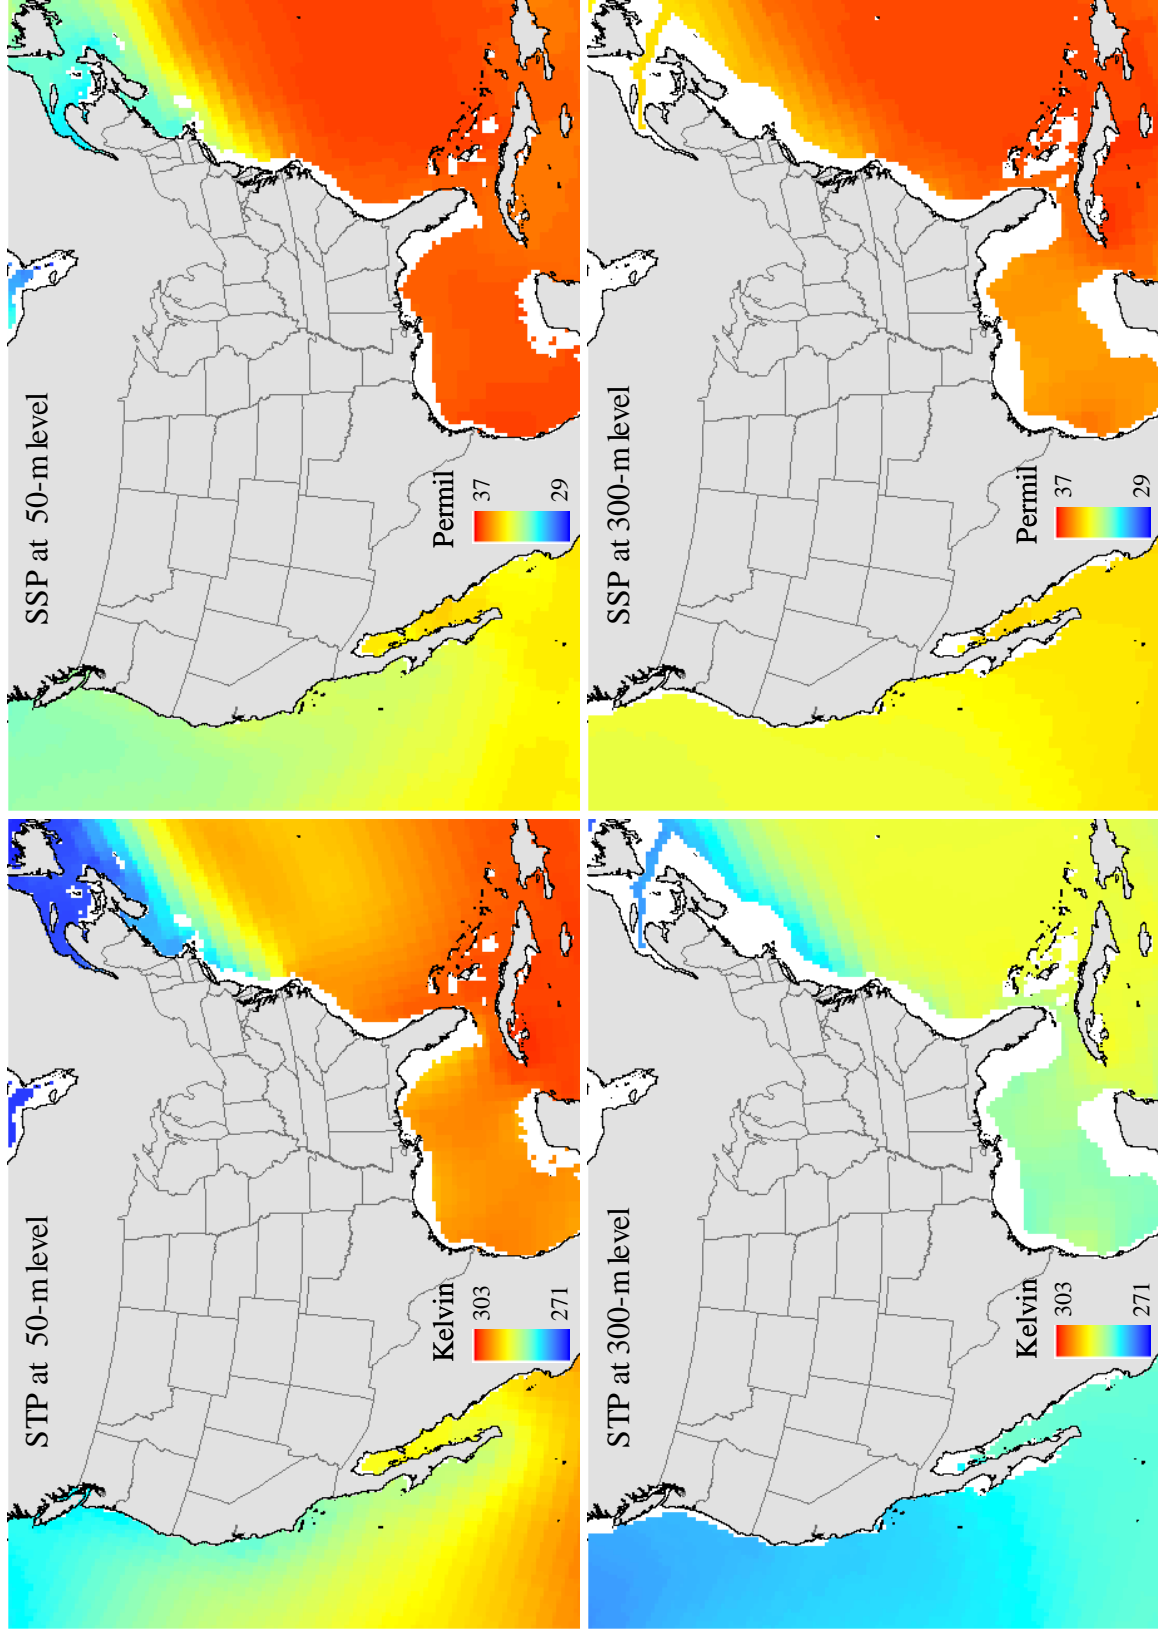 STP at 50-m level
Kelvin
303
271
SSP at 50-m level
Permil
37
29
STP at 300-m level
Kelvin
303
271
SSP at 300-m level
Permil
37
29